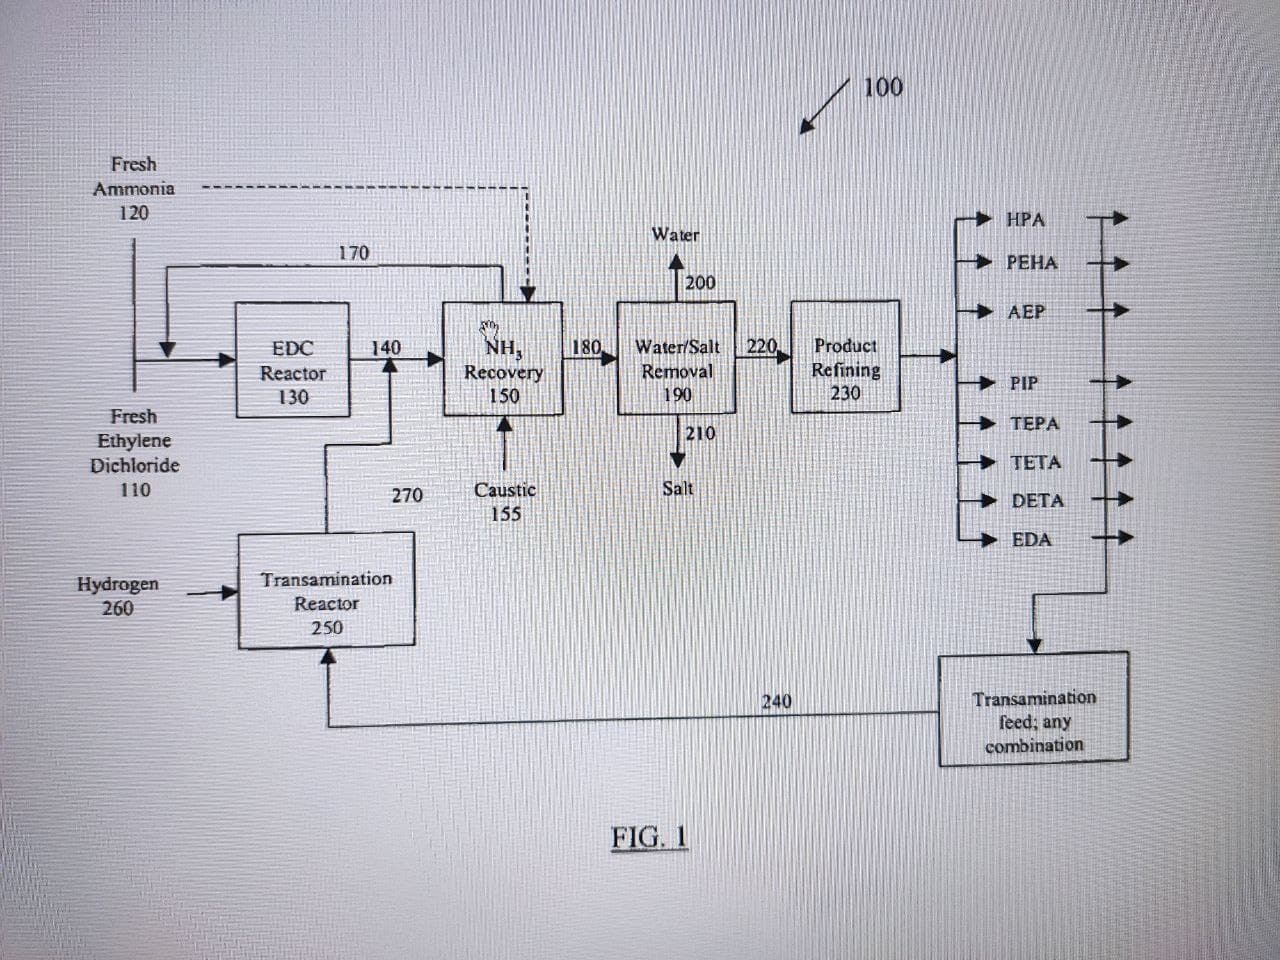 100
Fresh
Ammonia
120
170
Water
200
HPA
PEHA
AEP
PIP
TEPA
TETA
DETA
EDA
EDC
Reactor
130
140
NH₃
Recovery
150
180
Water/Salt
Removal
190
220
Product
Refining
230
210
Salt
Fresh
Ethylene
Dichloride
110
270
Caustic
155
Hydrogen
260
Transamination
Reactor
250
240
Transamination
feed; any
combination
FIG. 1